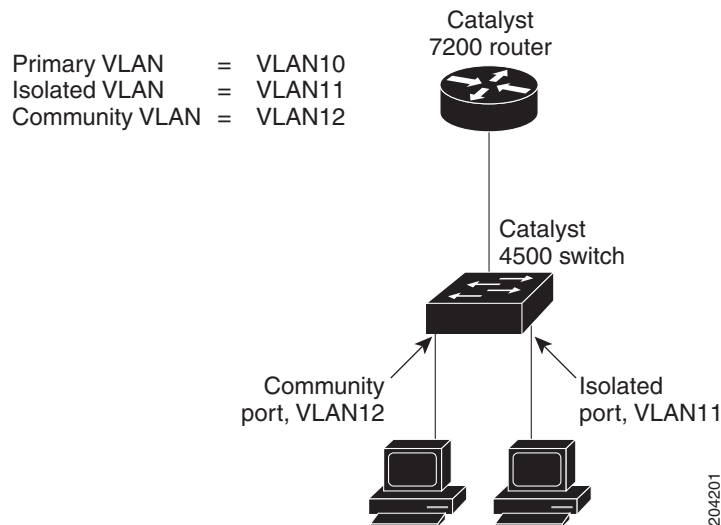 Catalyst
7200 router
Primary VLAN = VLAN10
Isolated VLAN = VLAN11
Community VLAN = VLAN12
Catalyst
4500 switch
Community
port, VLAN12
Isolated
port, VLAN11
204201